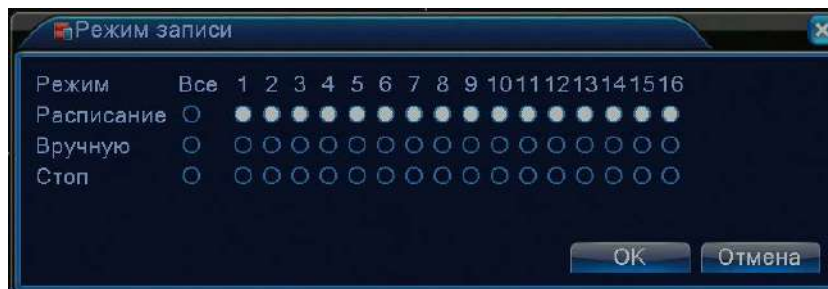 Режим записи
Режим Все 1 2 3 4 5 6 7 8 9 10 11 12 13 14 15 16
Расписание
Вручную
Стоп
OK Отмена